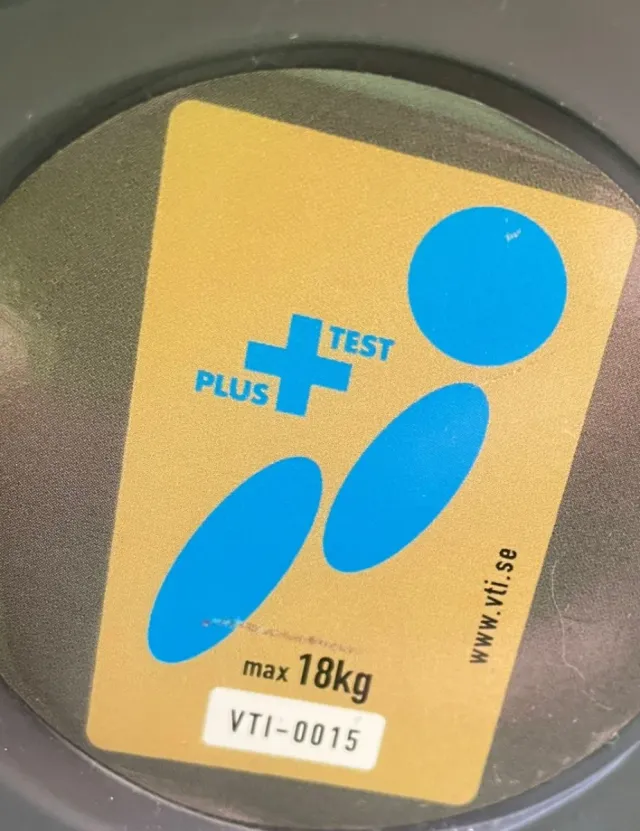 TEST
PLUS
www.vti.se
max 18kg
VTI-0015